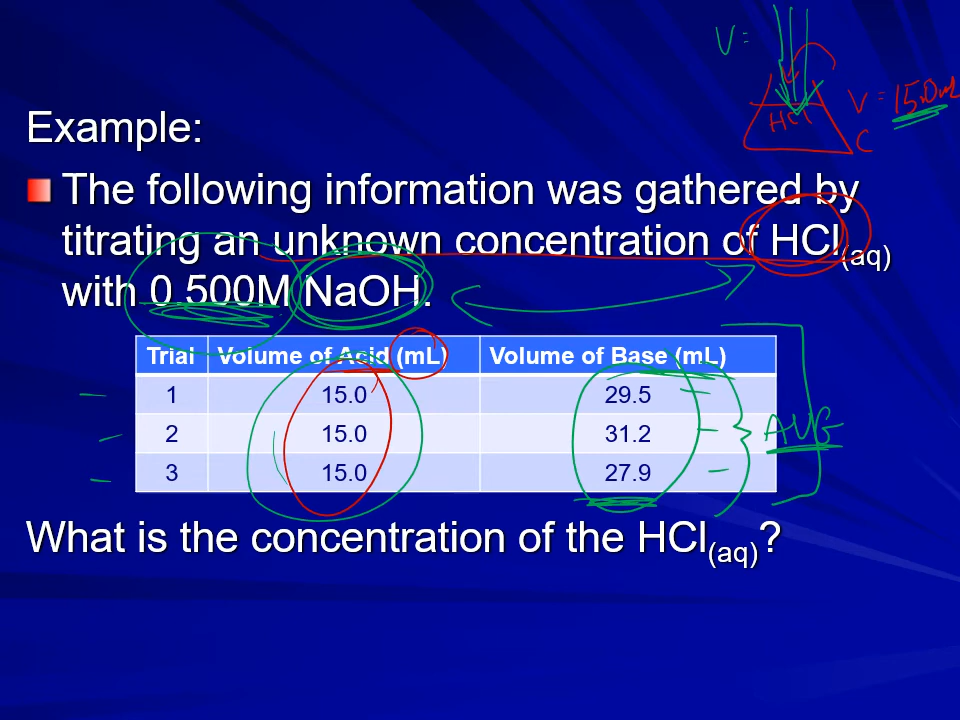 V =
HCl
V = 15.0mL
C
Example:
The following information was gathered by
titrating an unknown concentration of HCl(aq)
with 0.500M NaOH.
Trial Volume of Acid (mL) Volume of Base (mL)
1 15.0 29.5
2 15.0 31.2
3 15.0 27.9
AVG
What is the concentration of the HCl(aq)?